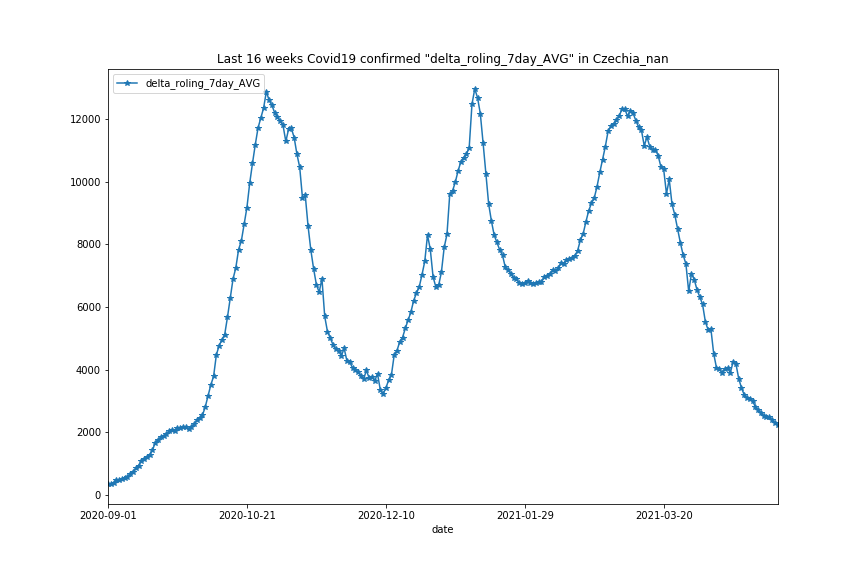 Last 16 weeks Covid19 confirmed "delta_roling_7day_AVG" in Czechia_nan
delta_roling_7day_AVG
12000
10000
8000
6000
4000
2000
0
2020-09-01 2020-10-21 2020-12-10 2021-01-29 2021-03-20
date